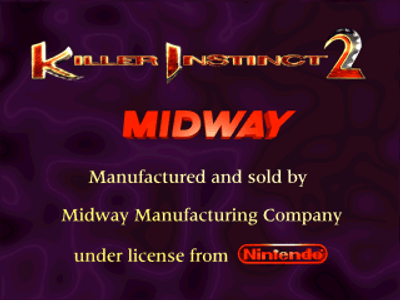 KILLER INSTINCT 2
MIDWAY
Manufactured and sold by
Midway Manufacturing Company
under license from Nintendo